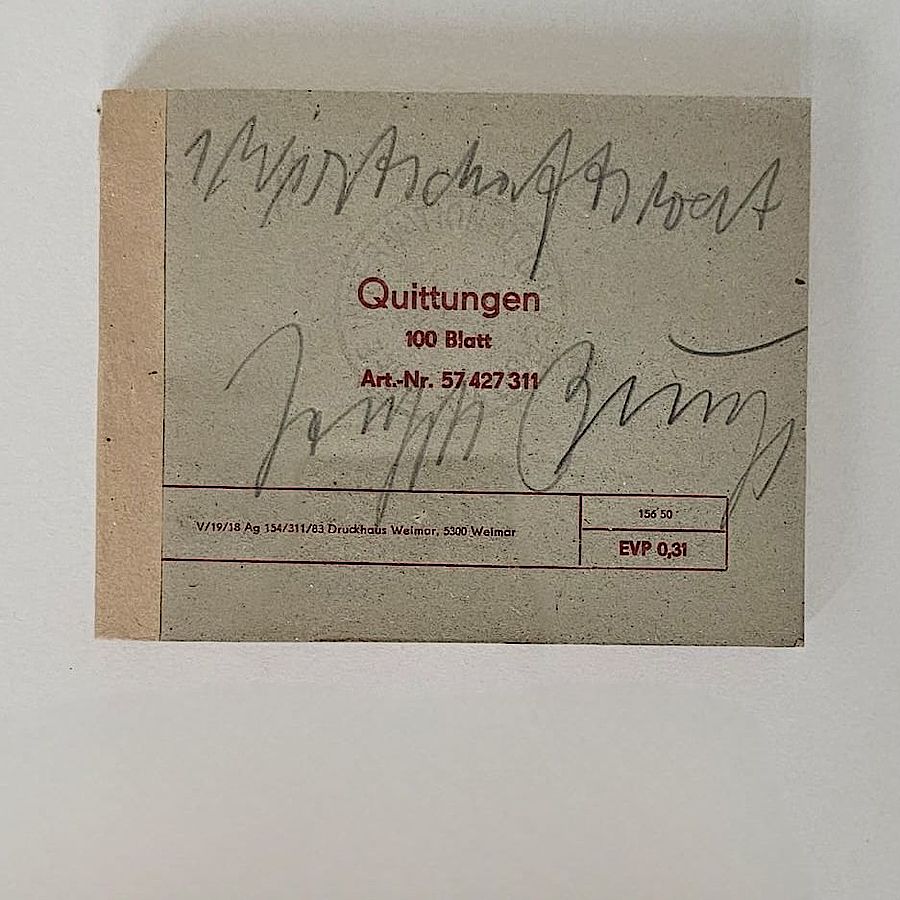 Wirtschaftswert
Quittungen
100 Blatt
Art.-Nr. 57 427 311
Joseph Beuys
V/19/18 Ag 154/311/83 Druckhaus Weimar, 5300 Weimar
156 50
EVP 0,31